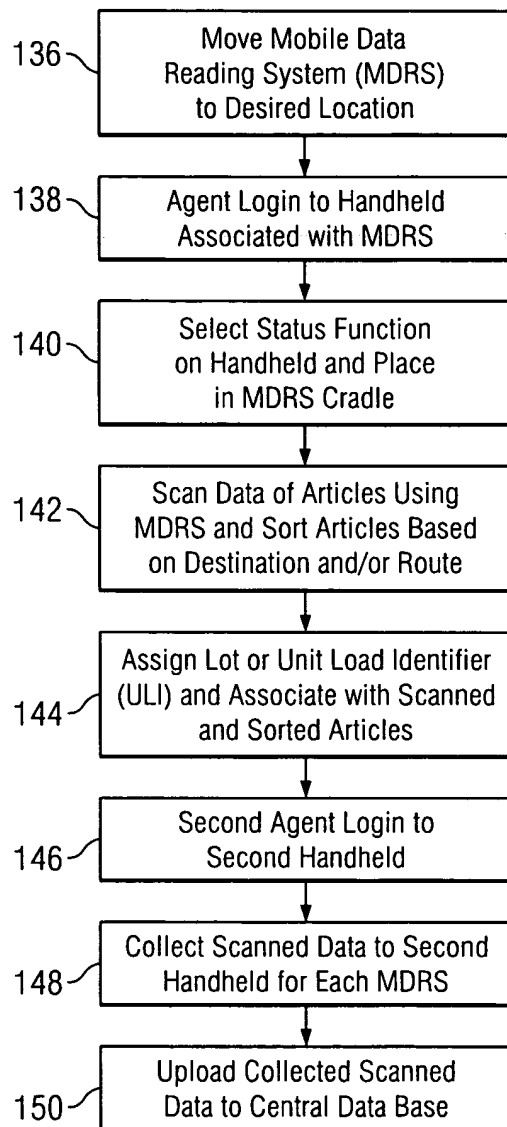 136
Move Mobile Data
Reading System (MDRS)
to Desired Location
138
Agent Login to Handheld
Associated with MDRS
140
Select Status Function
on Handheld and Place
in MDRS Cradle
142
Scan Data of Articles Using
MDRS and Sort Articles Based
on Destination and/or Route
144
Assign Lot or Unit Load Identifier
(ULI) and Associate with Scanned
and Sorted Articles
146
Second Agent Login to
Second Handheld
148
Collect Scanned Data to Second
Handheld for Each MDRS
150
Upload Collected Scanned
Data to Central Data Base